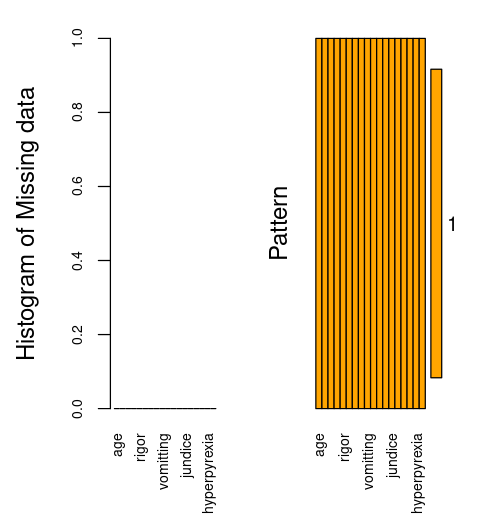 Histogram of Missing data
1.0
0.8
0.6
0.4
0.2
0.0
age
rigor
vomitting
jundice
hyperpyrexia
Pattern
1
age
rigor
vomitting
jundice
hyperpyrexia